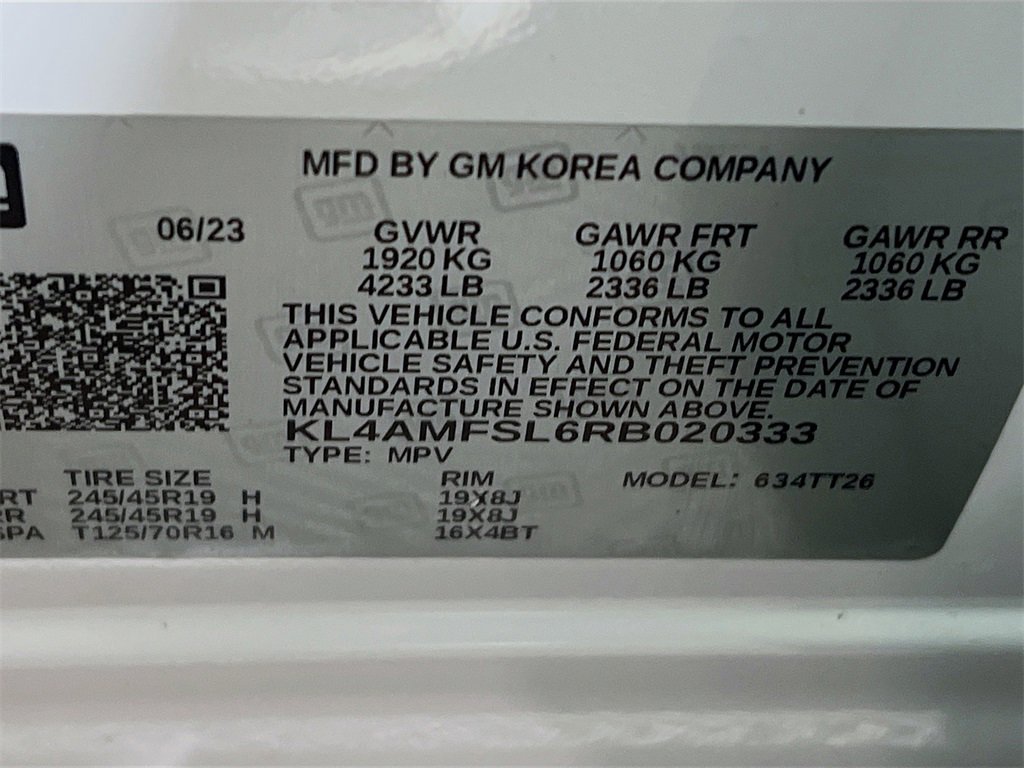 MFD BY GM KOREA COMPANY
06/23 GVWR GAWR FRT GAWR RR
1920 KG 1060 KG 1060 KG
4233 LB 2336 LB 2336 LB
THIS VEHICLE CONFORMS TO ALL
APPLICABLE U.S. FEDERAL MOTOR
VEHICLE SAFETY AND THEFT PREVENTION
STANDARDS IN EFFECT ON THE DATE OF
MANUFACTURE SHOWN ABOVE.
KL4AMFSL6RB020333
TYPE: MPV
TIRE SIZE RIM MODEL: 634TT26
RT 245/45R19 H 19X8J
RR 245/45R19 H 19X8J
SPA T125/70R16 M 16X4BT